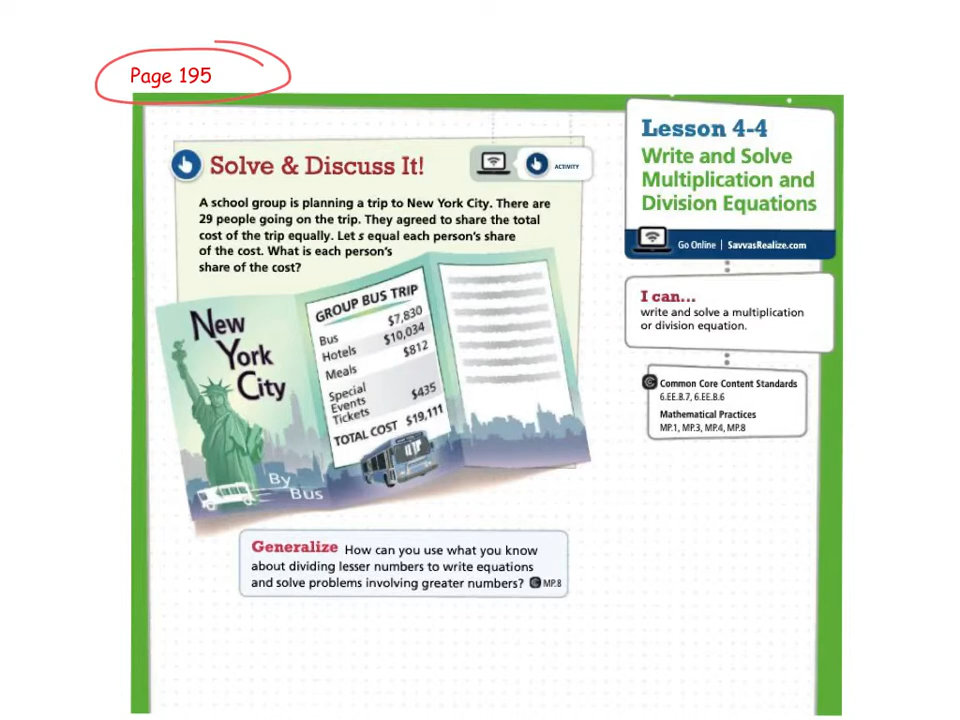 Page 195
Lesson 4-4
Write and Solve
Multiplication and
Division Equations
Go Online | SavvasRealize.com
Solve & Discuss It!
ACTIVITY
A school group is planning a trip to New York City. There are
29 people going on the trip. They agreed to share the total
cost of the trip equally. Let s equal each person's share
of the cost. What is each person's
share of the cost?
New
York
City
By
Bus
GROUP BUS TRIP
Bus $7,830
Hotels $10,034
Meals $812
Special
Events
Tickets $435
TOTAL COST $19,111
I can...
write and solve a multiplication
or division equation.
Common Core Content Standards
6.EE.B.7, 6.EE.B.6
Mathematical Practices
MP.1, MP.3, MP.4, MP.8
Generalize How can you use what you know
about dividing lesser numbers to write equations
and solve problems involving greater numbers? MP.8